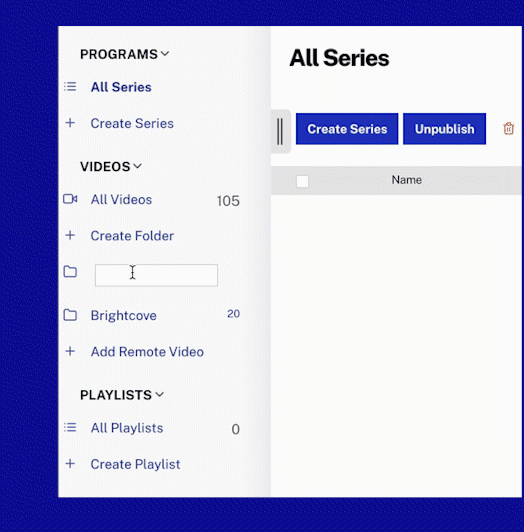 PROGRAMS
All Series
Create Series
VIDEOS
All Videos 105
Create Folder
Brightcove 20
Add Remote Video
PLAYLISTS
All Playlists 0
Create Playlist
All Series
Create Series Unpublish
Name